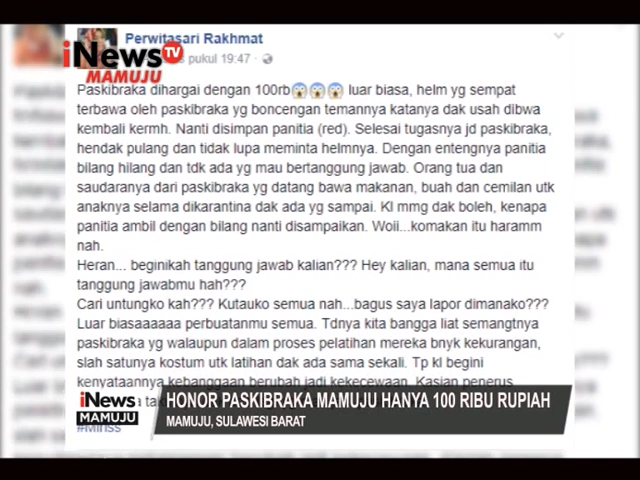 iNews TV
MAMUJU
Perwitasari Rakhmat
pukul 19:47 ·
Paskibraka dihargai dengan 100rb😱😱😱 luar biasa, helm yg sempat
terbawa oleh paskibraka yg boncengan temannya katanya dak usah dibwa
kembali kermh. Nanti disimpan panitia (red). Selesai tugasnya jd paskibraka,
hendak pulang dan tidak lupa meminta helmnya. Dengan entengnya panitia
bilang hilang dan tdk ada yg mau bertanggung jawab. Orang tua dan
saudaranya dari paskibraka yg datang bawa makanan, buah dan cemilan utk
anaknya selama dikarantina dak ada yg sampai. Kl mmg dak boleh, kenapa
panitia ambil dengan bilang nanti disampaikan. Woii...komakan itu haramm
nah.
Heran... beginikah tanggung jawab kalian??? Hey kalian, mana semua itu
tanggung jawabmu hah???
Cari untungko kah??? Kutauko semua nah...bagus saya lapor dimanako???
Luar biasaaaaaa perbuatanmu semua. Tdnya kita bangga liat semangtnya
paskibraka yg walaupun dalam proses pelatihan mereka bnyk kekurangan,
slah satunya kostum utk latihan dak ada sama sekali. Tp kl begini
kenyataannya kebanggaan berubah jadi kekecewaan. Kasian penerus
#Miriss
iNews
MAMUJU
HONOR PASKIBRAKA MAMUJU HANYA 100 RIBU RUPIAH
MAMUJU, SULAWESI BARAT